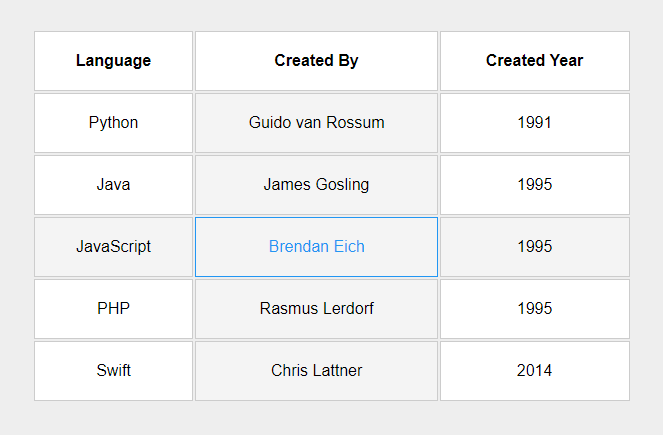 Language Created By Created Year
Python Guido van Rossum 1991
Java James Gosling 1995
JavaScript Brendan Eich 1995
PHP Rasmus Lerdorf 1995
Swift Chris Lattner 2014